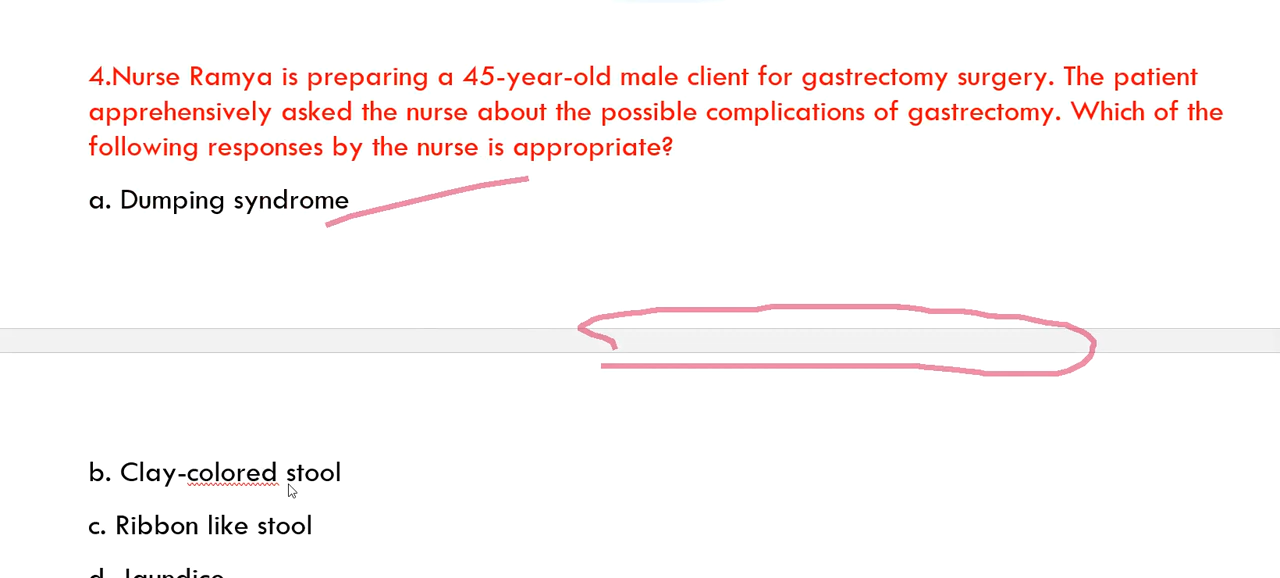 4.Nurse Ramya is preparing a 45-year-old male client for gastrectomy surgery. The patient
apprehensively asked the nurse about the possible complications of gastrectomy. Which of the
following responses by the nurse is appropriate?
a. Dumping syndrome
b. Clay-colored stool
c. Ribbon like stool
d. Jaundice